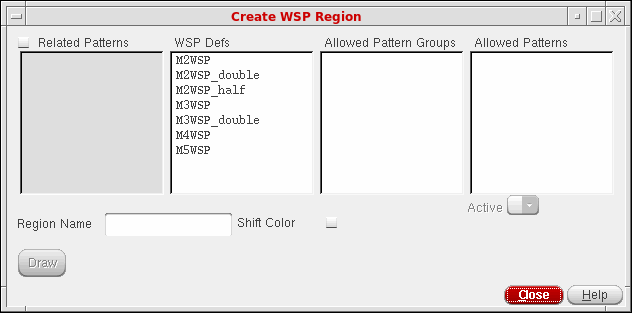 Create WSP Region
Related Patterns WSP Defs Allowed Pattern Groups Allowed Patterns
M2WSP
M2WSP_double
M2WSP_half
M3WSP
M3WSP_double
M4WSP
M5WSP
Active
Region Name Shift Color
Draw
Close Help